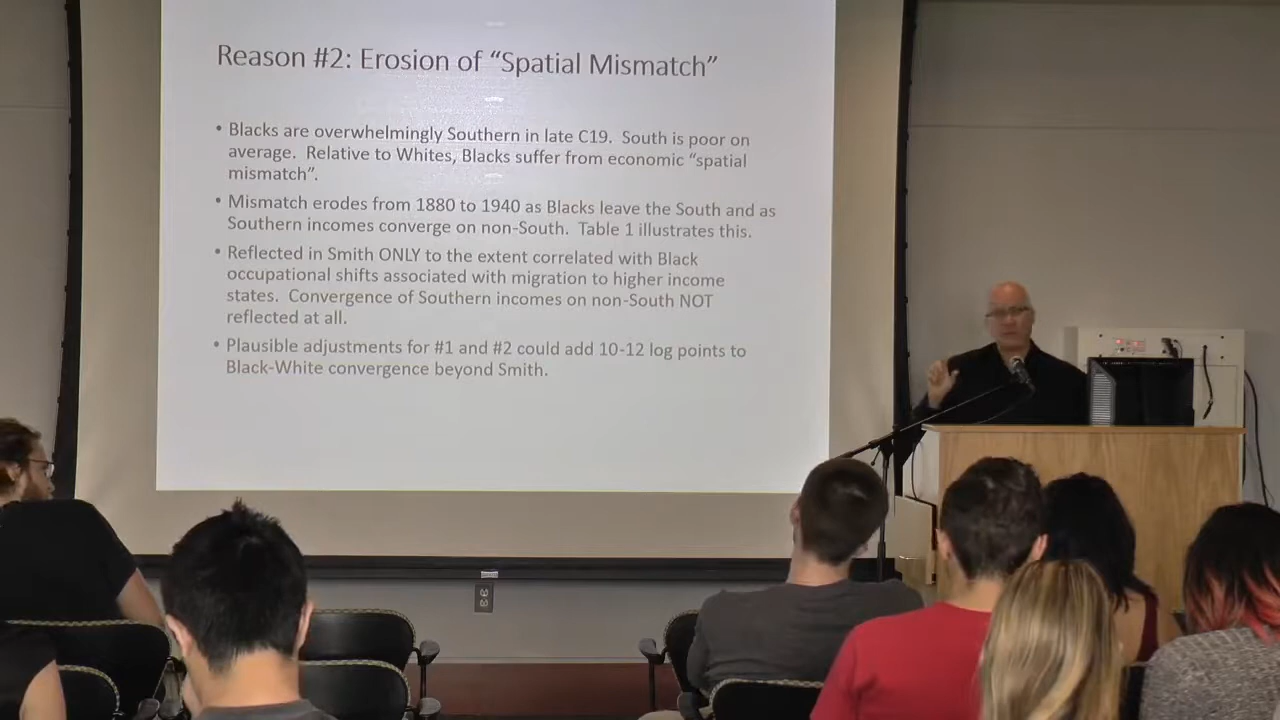 Reason #2: Erosion of “Spatial Mismatch”
• Blacks are overwhelmingly Southern in late C19. South is poor on
average. Relative to Whites, Blacks suffer from economic “spatial
mismatch”.
• Mismatch erodes from 1880 to 1940 as Blacks leave the South and as
Southern incomes converge on non-South. Table 1 illustrates this.
• Reflected in Smith ONLY to the extent correlated with Black
occupational shifts associated with migration to higher income
states. Convergence of Southern incomes on non-South NOT
reflected at all.
• Plausible adjustments for #1 and #2 could add 10-12 log points to
Black-White convergence beyond Smith.